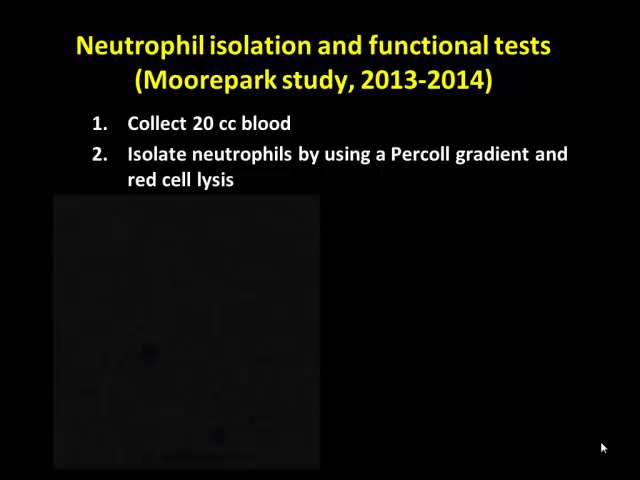 Neutrophil isolation and functional tests
(Moorepark study, 2013-2014)
1. Collect 20 cc blood
2. Isolate neutrophils by using a Percoll gradient and
red cell lysis